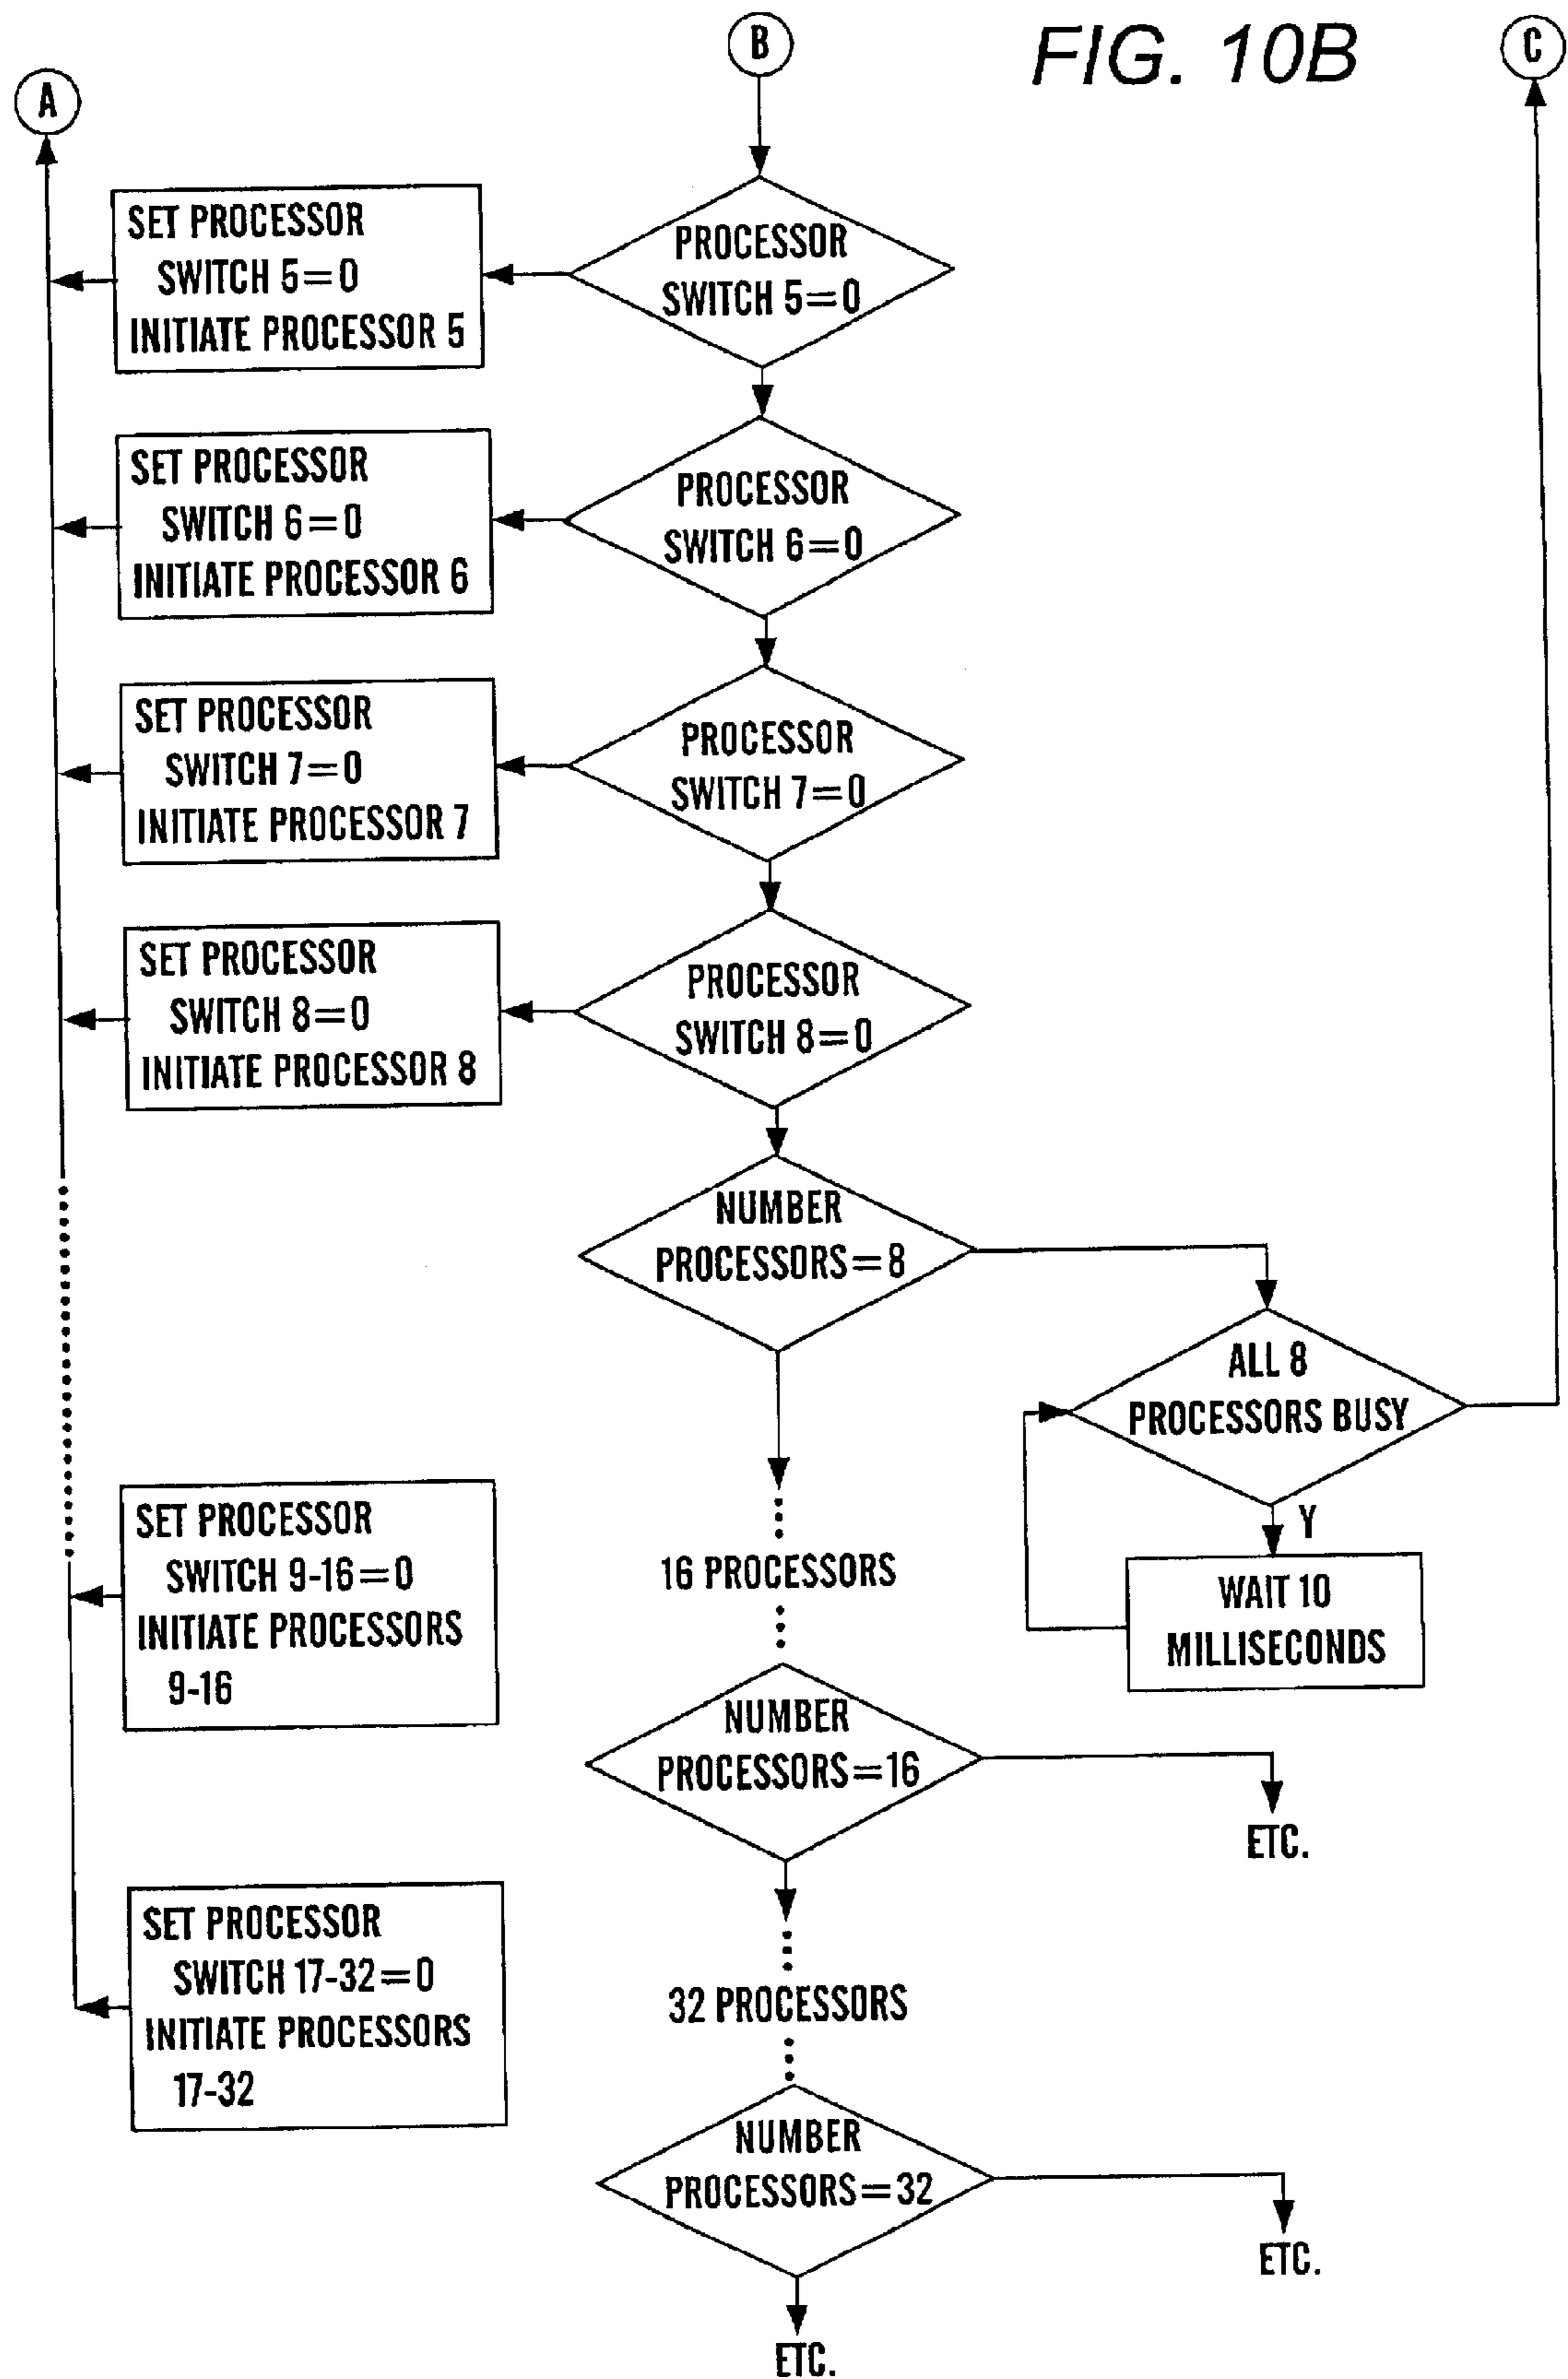 B
FIG. 10B
C
A
SET PROCESSOR
SWITCH 5=0
INITIATE PROCESSOR 5
PROCESSOR
SWITCH 5=0
SET PROCESSOR
SWITCH 6=0
INITIATE PROCESSOR 6
PROCESSOR
SWITCH 6=0
SET PROCESSOR
SWITCH 7=0
INITIATE PROCESSOR 7
PROCESSOR
SWITCH 7=0
SET PROCESSOR
SWITCH 8=0
INITIATE PROCESSOR 8
PROCESSOR
SWITCH 8=0
NUMBER
PROCESSORS=8
ALL 8
PROCESSORS BUSY
Y
WAIT 10
MILLISECONDS
SET PROCESSOR
SWITCH 9-16=0
INITIATE PROCESSORS
9-16
16 PROCESSORS
NUMBER
PROCESSORS=16
ETC.
SET PROCESSOR
SWITCH 17-32=0
INITIATE PROCESSORS
17-32
32 PROCESSORS
NUMBER
PROCESSORS=32
ETC.
ETC.